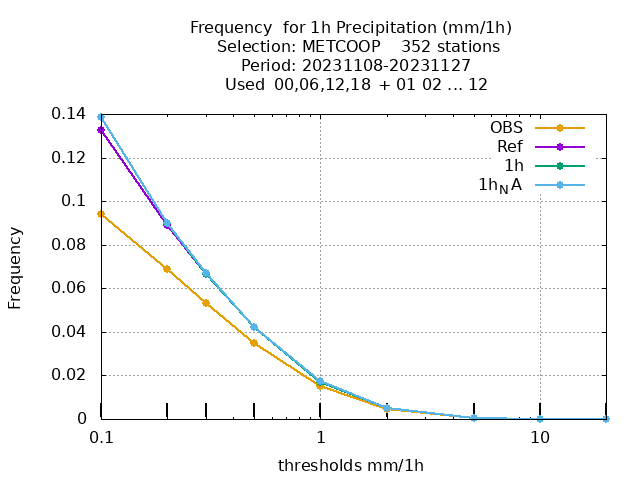 Frequency  for 1h Precipitation (mm/1h)
Selection: METCOOP    352 stations
Period: 20231108-20231127
Used  00,06,12,18 + 01 02 ... 12
OBS
Ref
1h
1h_NA
Frequency
0.14
0.12
0.1
0.08
0.06
0.04
0.02
0
0.1 1 10
thresholds mm/1h